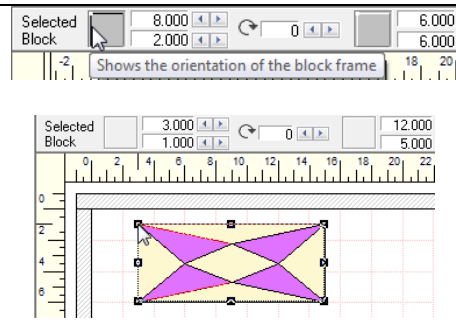 Selected 8.000 6.000
Block 2.000 0 6.000
-2 18 20
Shows the orientation of the block frame
Selected 3.000 12.000
Block 1.000 0 5.000
0 2 4 6 8 10 12 14 16 18 20 22
0
2
4
6